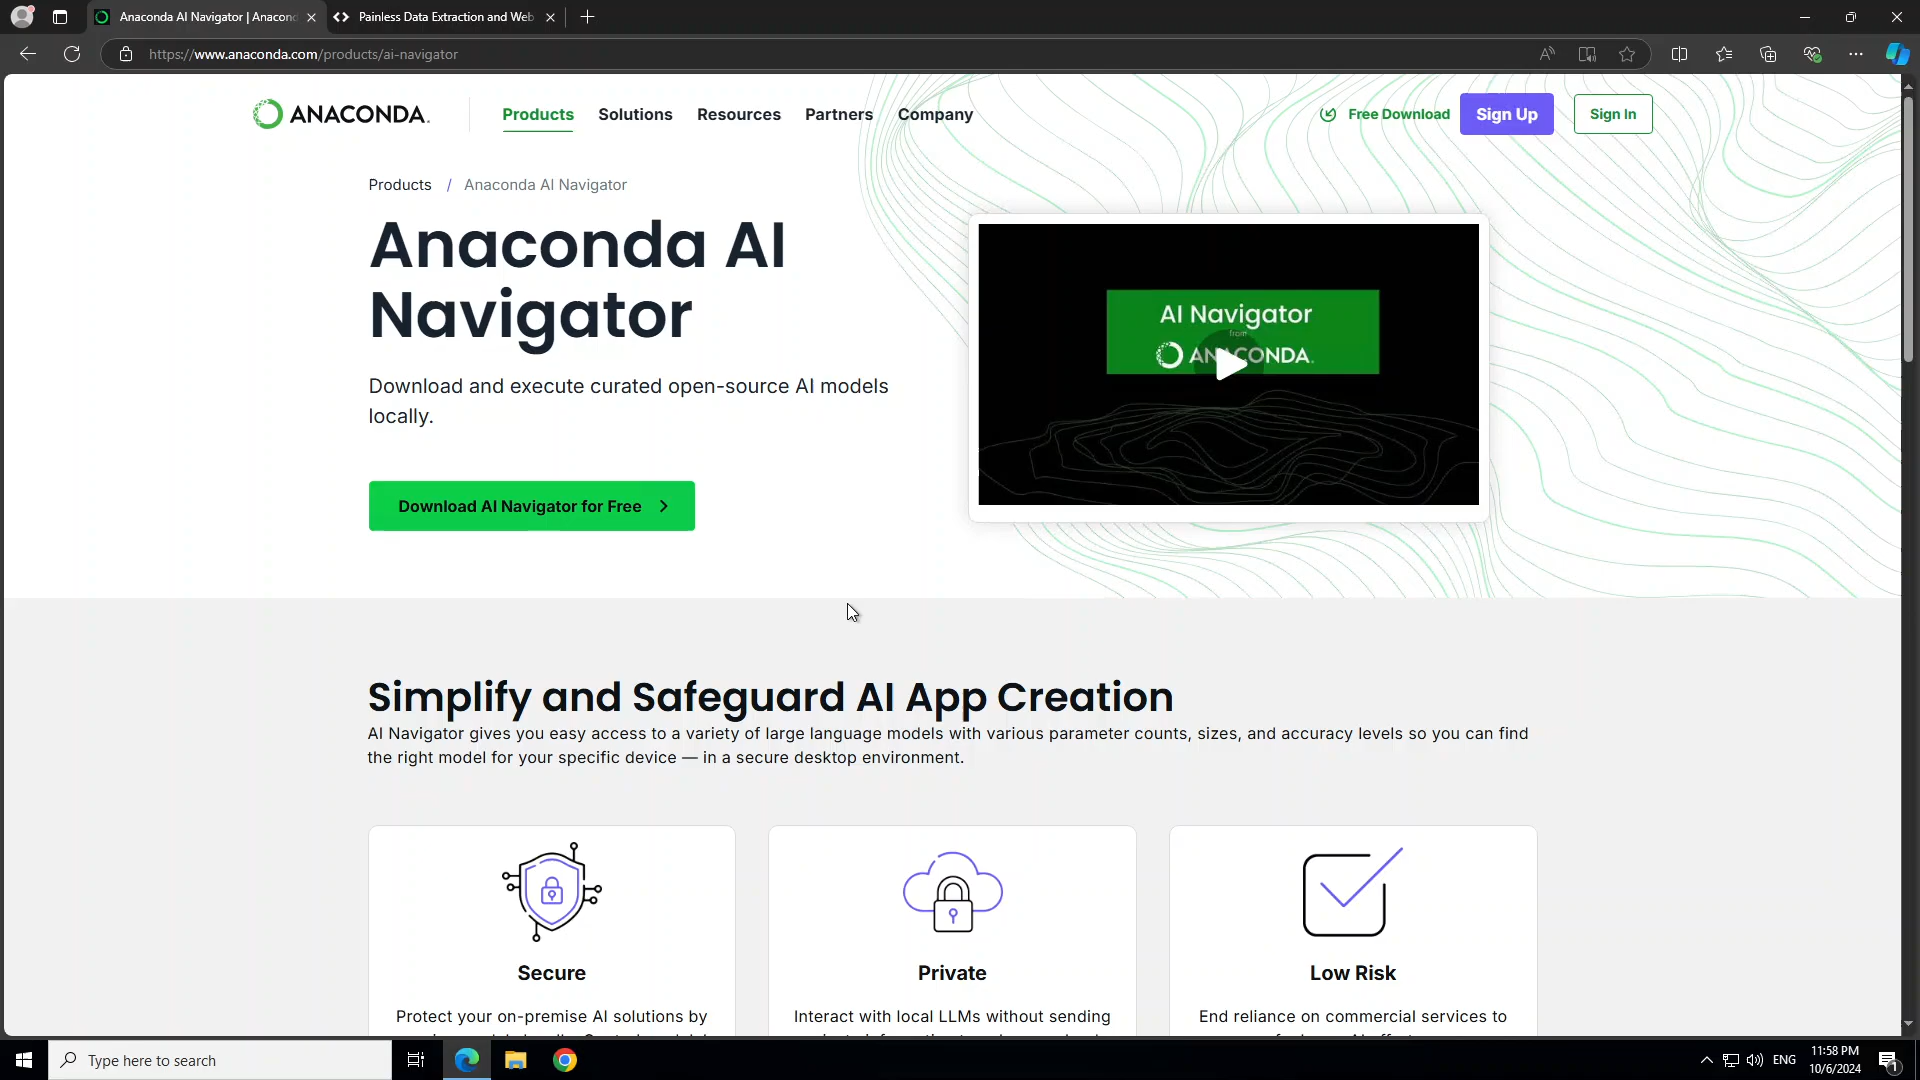 Anaconda AI Navigator | Anacon
Painless Data Extraction and Web
https://www.anaconda.com/products/ai-navigator
ANACONDA.
Products
Solutions
Resources
Partners
Company
Free Download
Sign Up
Sign In
Products / Anaconda AI Navigator
Anaconda AI
Navigator
Download and execute curated open-source AI models
locally.
Download AI Navigator for Free
AI Navigator
from
ANACONDA.
Simplify and Safeguard AI App Creation
AI Navigator gives you easy access to a variety of large language models with various parameter counts, sizes, and accuracy levels so you can find
the right model for your specific device — in a secure desktop environment.
Secure
Protect your on-premise AI solutions by
Private
Interact with local LLMs without sending
Low Risk
End reliance on commercial services to
Type here to search
ENG
11:58 PM
10/6/2024
1